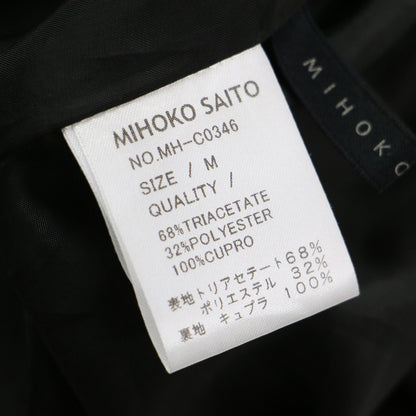 MIHOKO SAITO
NO.MH-C0346
SIZE / M
QUALITY /
68%TRIACETATE
32%POLYESTER
100%CUPRO
表地 トリアセテート 68%
ポリエステル 32%
裏地 キュプラ 100%
MIHOKO